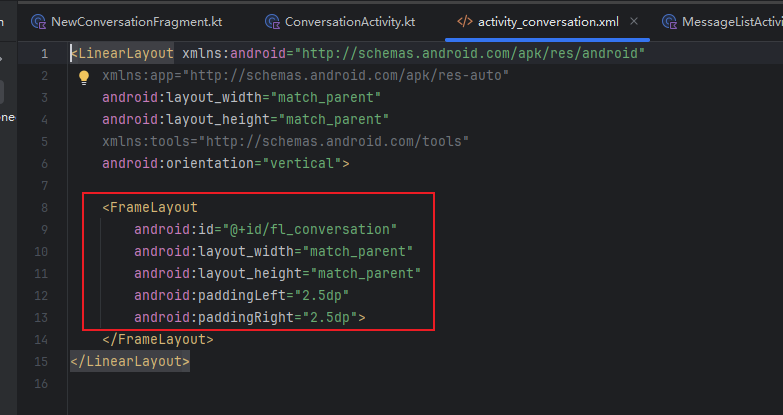 n NewConversationFragment.kt ConversationActivity.kt </> activity_conversation.xml × MessageListActivi
1 <LinearLayout xmlns:android="http://schemas.android.com/apk/res/android"
2 xmlns:app="http://schemas.android.com/apk/res-auto"
3 android:layout_width="match_parent"
4 android:layout_height="match_parent"
5 xmlns:tools="http://schemas.android.com/tools"
6 android:orientation="vertical">
7
8 <FrameLayout
9 android:id="@+id/fl_conversation"
10 android:layout_width="match_parent"
11 android:layout_height="match_parent"
12 android:paddingLeft="2.5dp"
13 android:paddingRight="2.5dp">
14 </FrameLayout>
15 </LinearLayout>
16